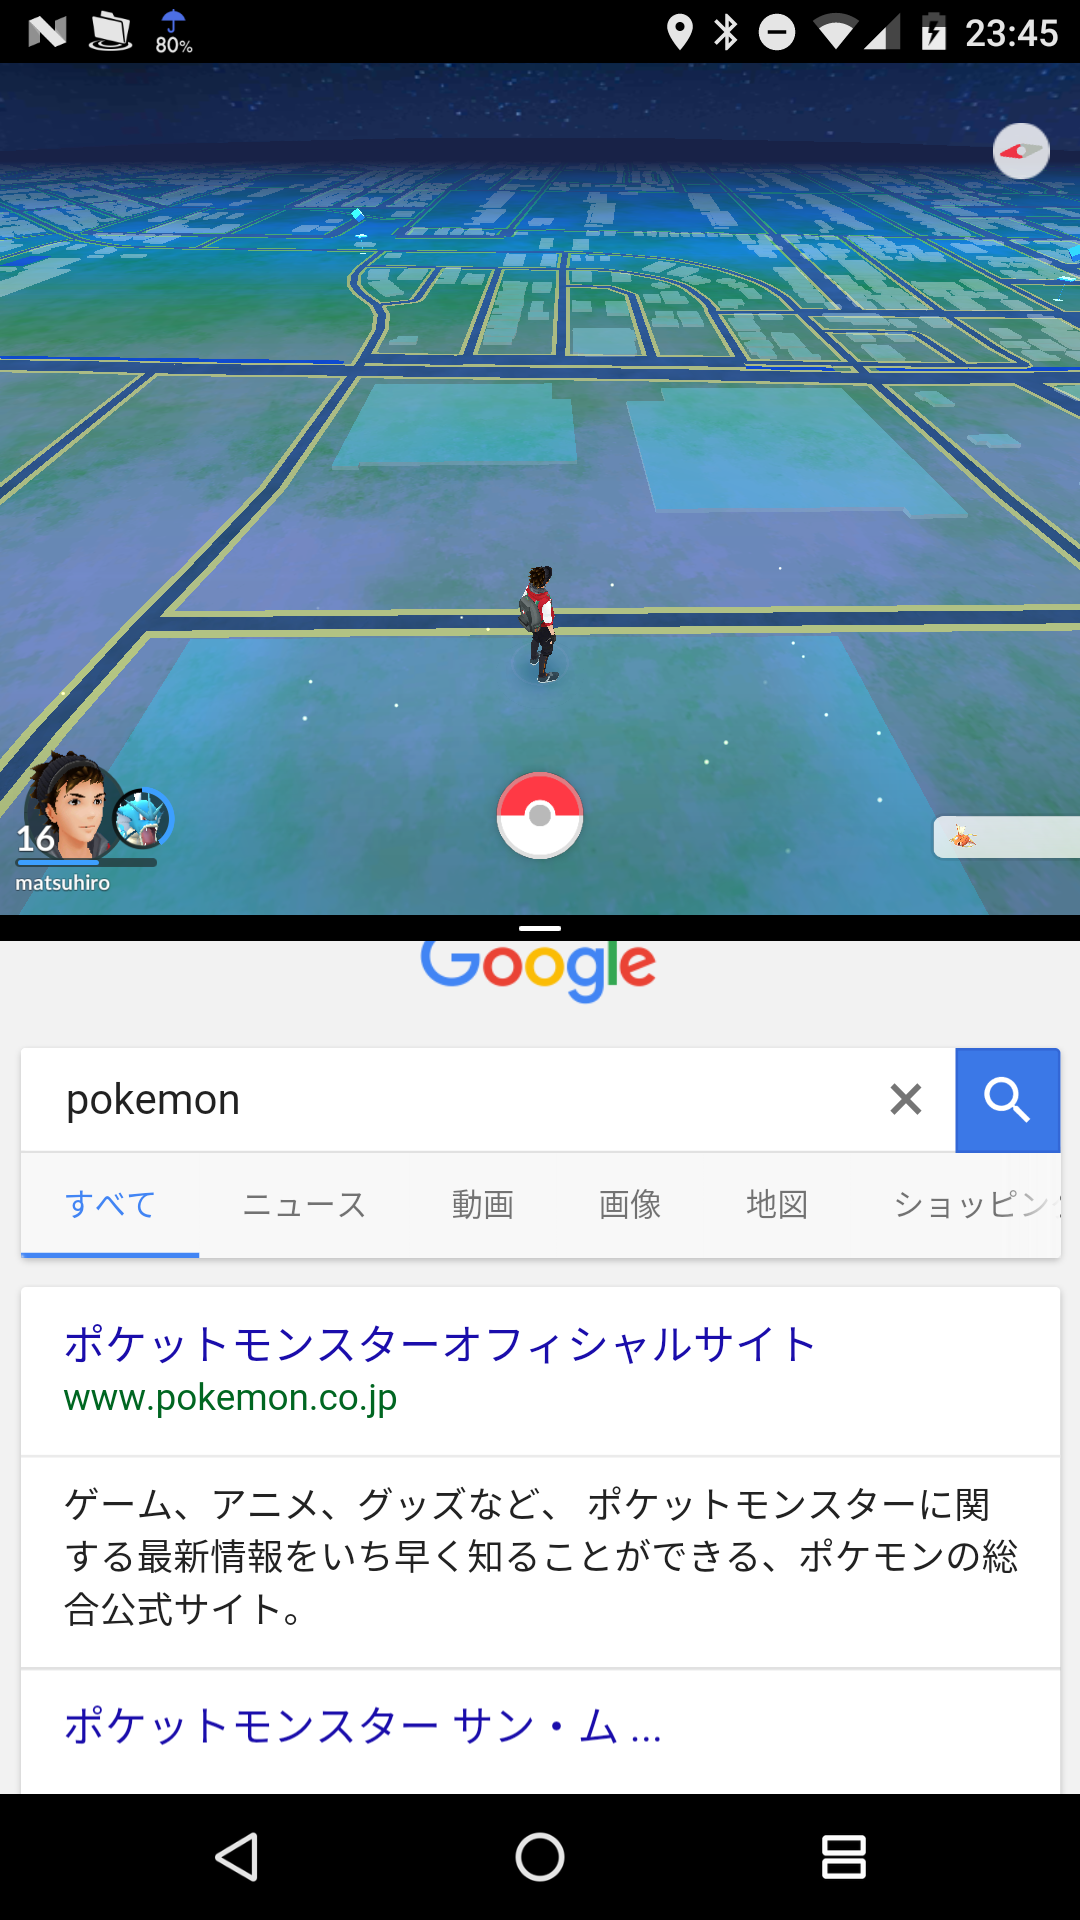 80%
23:45
16
matsuhiro
Google
pokemon
すべて ニュース 動画 画像 地図 ショッピン
ポケットモンスターオフィシャルサイト
www.pokemon.co.jp
ゲーム、アニメ、グッズなど、 ポケットモンスターに関
する最新情報をいち早く知ることができる、ポケモンの総
合公式サイト。
ポケットモンスター サン・ム ...